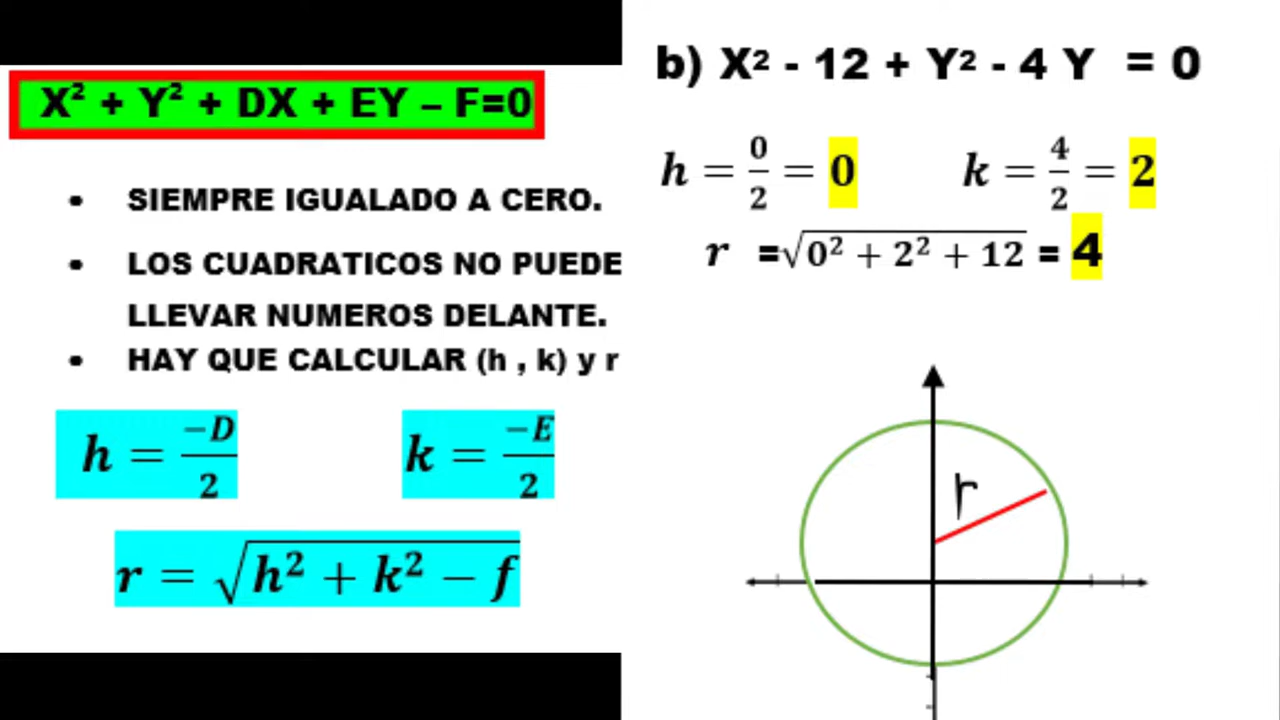 X² + Y² + DX + EY – F=0
• SIEMPRE IGUALADO A CERO.
• LOS CUADRATICOS NO PUEDE
LLEVAR NUMEROS DELANTE.
• HAY QUE CALCULAR (h , k) y r
h = -D/2 k = -E/2
r = √(h² + k² − f)
b) X² - 12 + Y² - 4 Y = 0
h = 0/2 = 0 k = 4/2 = 2
r =√(0² + 2² + 12) = 4
r